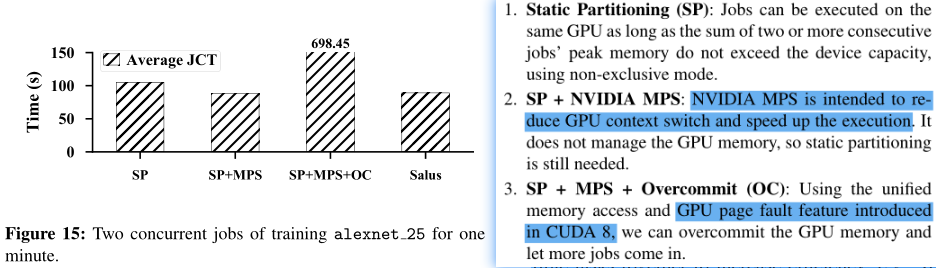 698.45
150
100
50
0
Time (s)
Average JCT
SP
SP+MPS
SP+MPS+OC
Salus
Figure 15: Two concurrent jobs of training alexnet_25 for one
minute.
1. Static Partitioning (SP): Jobs can be executed on
the same GPU as long as the sum of two or more consecutive
jobs' peak memory do not exceed the device capacity,
using non-exclusive mode.
2. SP + NVIDIA MPS: NVIDIA MPS is intended to re-
duce GPU context switch and speed up the execution. It
does not manage the GPU memory, so static partitioning
is still needed.
3. SP + MPS + Overcommit (OC): Using the unified
memory access and GPU page fault feature introduced
in CUDA 8, we can overcommit the GPU memory and
let more jobs come in.